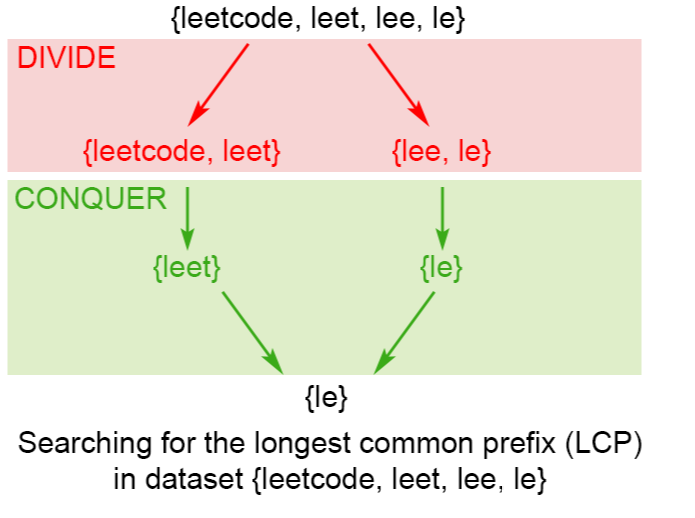 {leetcode, leet, lee, le}
DIVIDE
{leetcode, leet} {lee, le}
CONQUER
{leet} {le}
{le}
Searching for the longest common prefix (LCP)
in dataset {leetcode, leet, lee, le}